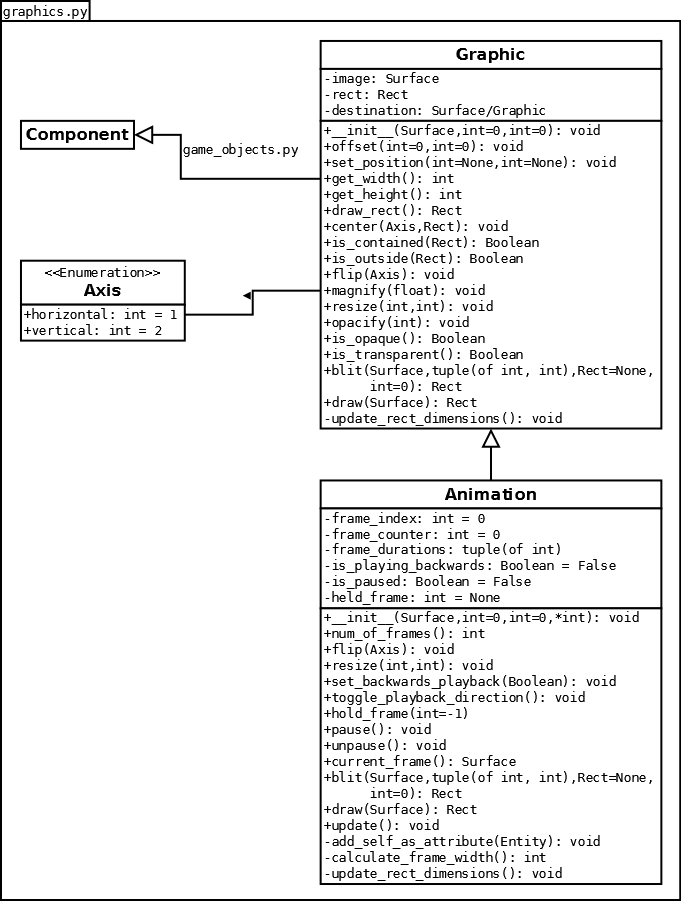 graphics.py
Graphic
-image: Surface
-rect: Rect
-destination: Surface/Graphic
+__init__(Surface,int=0,int=0): void
+offset(int=0,int=0): void
+set_position(int=None,int=None): void
+get_width(): int
+get_height(): int
+draw_rect(): Rect
+center(Axis,Rect): void
+is_contained(Rect): Boolean
+is_outside(Rect): Boolean
+flip(Axis): void
+magnify(float): void
+resize(int,int): void
+opacify(int): void
+is_opaque(): Boolean
+is_transparent(): Boolean
+blit(Surface,tuple(of int, int),Rect=None,
int=0): Rect
+draw(Surface): Rect
-update_rect_dimensions(): void
Component
game_objects.py
<<Enumeration>>
Axis
+horizontal: int = 1
+vertical: int = 2
Animation
-frame_index: int = 0
-frame_counter: int = 0
-frame_durations: tuple(of int)
-is_playing_backwards: Boolean = False
-is_paused: Boolean = False
-held_frame: int = None
+__init__(Surface,int=0,int=0,*int): void
+num_of_frames(): int
+flip(Axis): void
+resize(int,int): void
+set_backwards_playback(Boolean): void
+toggle_playback_direction(): void
+hold_frame(int=-1)
+pause(): void
+unpause(): void
+current_frame(): Surface
+blit(Surface,tuple(of int, int),Rect=None,
int=0): Rect
+draw(Surface): Rect
+update(): void
-add_self_as_attribute(Entity): void
-calculate_frame_width(): int
-update_rect_dimensions(): void